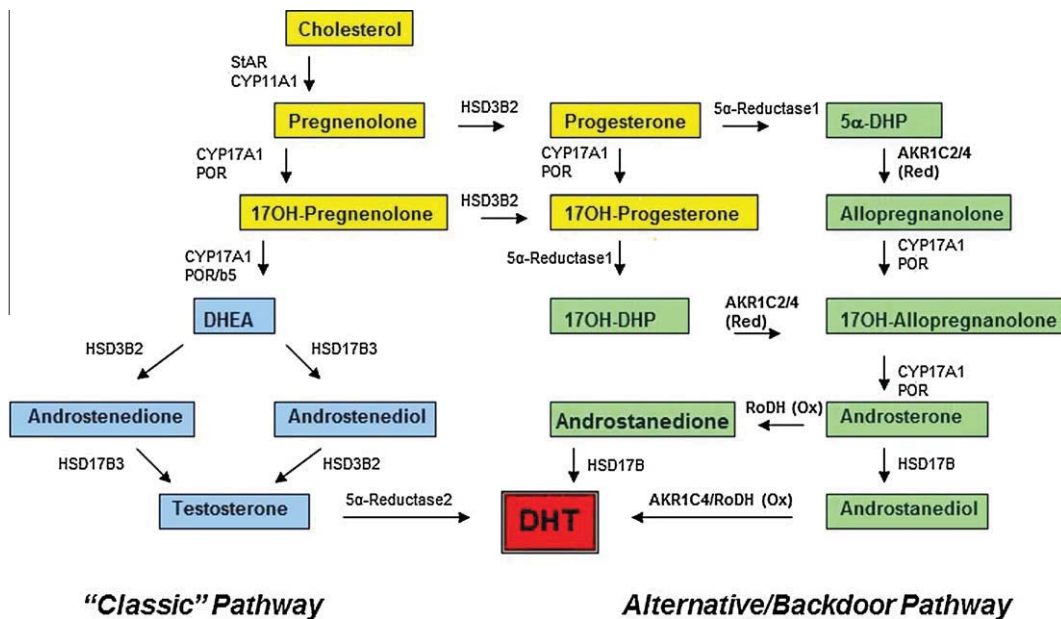 Cholesterol
StAR
CYP11A1
Pregnenolone
HSD3B2
Progesterone
5α-Reductase1
5α-DHP
CYP17A1
POR
CYP17A1
POR
AKR1C2/4
(Red)
17OH-Pregnenolone
HSD3B2
17OH-Progesterone
Allopregnanolone
CYP17A1
POR/b5
5α-Reductase1
CYP17A1
POR
DHEA
17OH-DHP
AKR1C2/4
(Red)
17OH-Allopregnanolone
HSD3B2
HSD17B3
CYP17A1
POR
Androstenedione
Androstenediol
Androstanedione
RoDH (Ox)
Androsterone
HSD17B3
HSD3B2
HSD17B
HSD17B
Testosterone
5α-Reductase2
DHT
AKR1C4/RoDH (Ox)
Androstanediol
“Classic” Pathway
Alternative/Backdoor Pathway